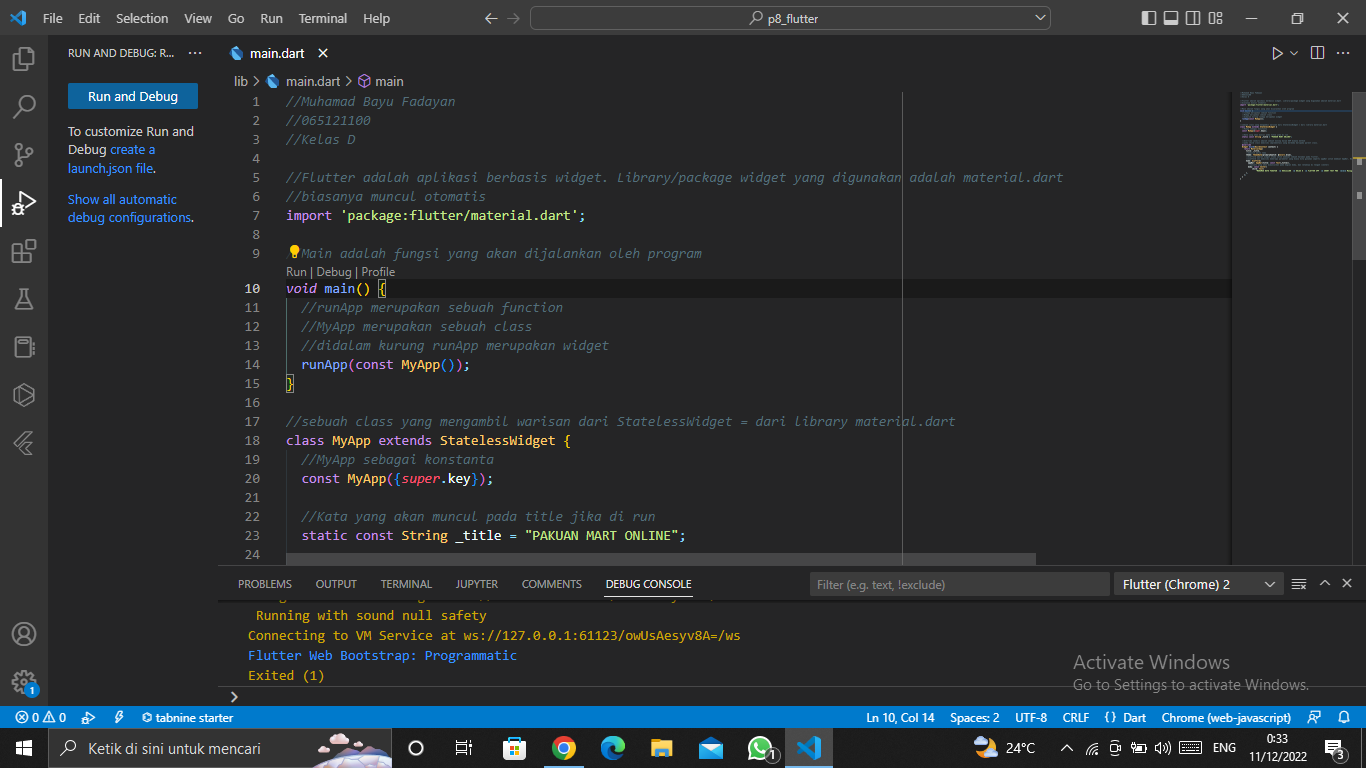 File Edit Selection View Go Run Terminal Help
p8_flutter
RUN AND DEBUG: R...
Run and Debug
To customize Run and
Debug create a
launch.json file.
Show all automatic
debug configurations.
main.dart
lib > main.dart > main
1 //Muhamad Bayu Fadayan
2 //065121100
3 //Kelas D
4
5 //Flutter adalah aplikasi berbasis widget. Library/package widget yang digunakan adalah material.dart
6 //biasanya muncul otomatis
7 import 'package:flutter/material.dart';
8
9 Main adalah fungsi yang akan dijalankan oleh program
Run | Debug | Profile
10 void main() {
11 //runApp merupakan sebuah function
12 //MyApp merupakan sebuah class
13 //didalam kurung runApp merupakan widget
14 runApp(const MyApp());
15 }
16
17 //sebuah class yang mengambil warisan dari StatelessWidget = dari library material.dart
18 class MyApp extends StatelessWidget {
19 //MyApp sebagai konstanta
20 const MyApp({super.key});
21
22 //Kata yang akan muncul pada title jika di run
23 static const String _title = "PAKUAN MART ONLINE";
24
PROBLEMS OUTPUT TERMINAL JUPYTER COMMENTS DEBUG CONSOLE
Filter (e.g. text, !exclude)
Flutter (Chrome) 2
Running with sound null safety
Connecting to VM Service at ws://127.0.0.1:61123/owUsAesyv8A=/ws
Flutter Web Bootstrap: Programmatic
Exited (1)
Activate Windows
Go to Settings to activate Windows.
1
0 0 tabnine starter
Ln 10, Col 14 Spaces: 2 UTF-8 CRLF {} Dart Chrome (web-javascript)
Ketik di sini untuk mencari
1
24°C
ENG
0:33
11/12/2022
3